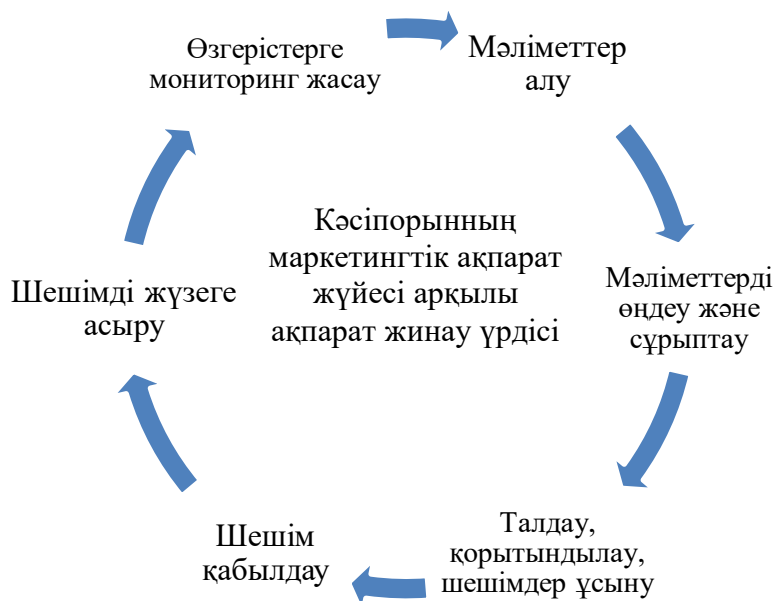 Өзгерістерге
мониторинг жасау
Мәліметтер
алу
Кәсіпорынның
маркетингтік ақпарат
жүйесі арқылы
ақпарат жинау үрдісі
Мәліметтерді
өңдеу және
сұрыптау
Шешімді жүзеге
асыру
Талдау,
қорытындылау,
шешімдер ұсыну
Шешім
қабылдау